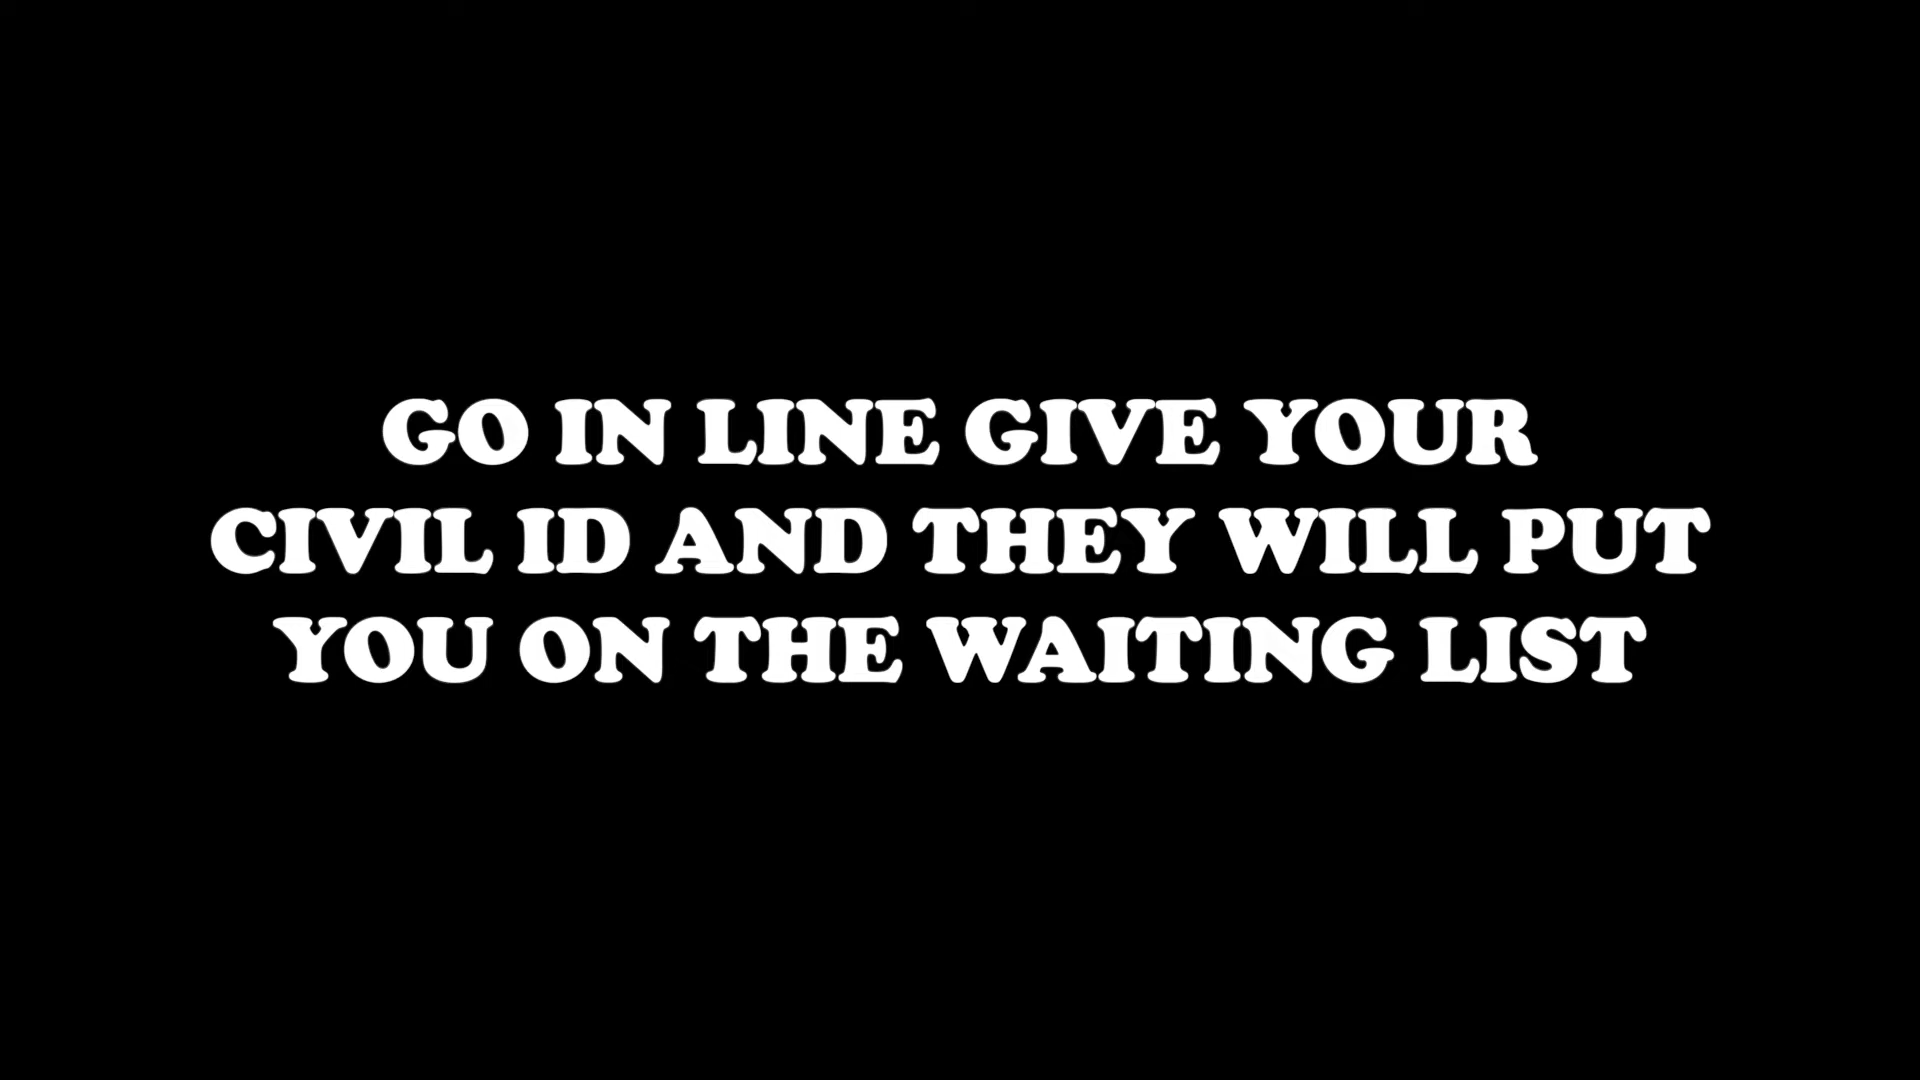 GO IN LINE GIVE YOUR
CIVIL ID AND THEY WILL PUT
YOU ON THE WAITING LIST